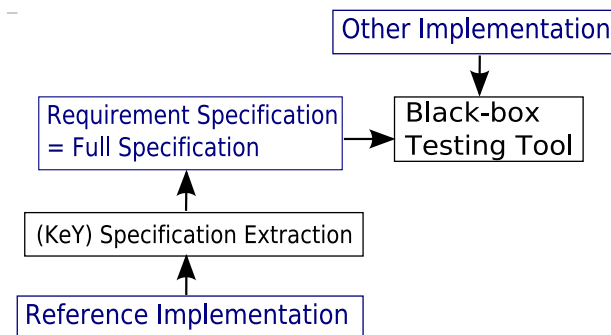 Other Implementation
Requirement Specification
= Full Specification
Black-box
Testing Tool
(KeY) Specification Extraction
Reference Implementation